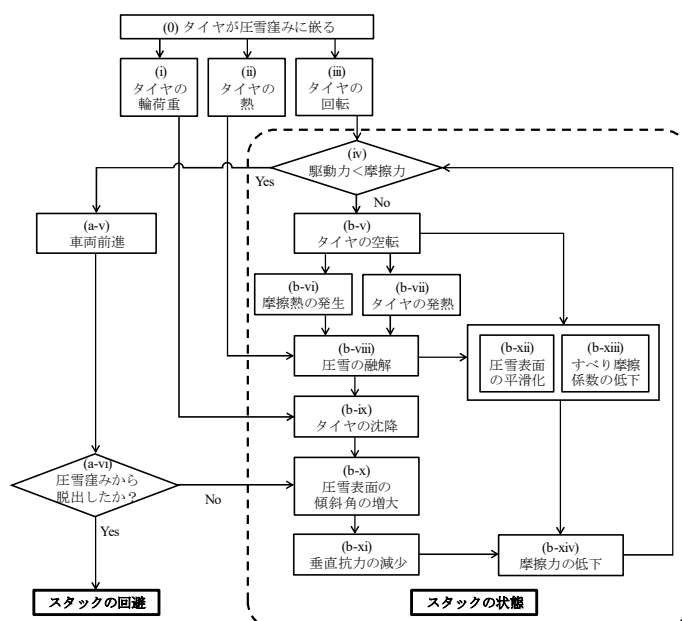 (0) タイヤが圧雪窪みに嵌る
(i)
タイヤの
輪荷重
(ii)
タイヤの
熱
(iii)
タイヤの
回転
(iv)
駆動力＜摩擦力
Yes
No
(a-v)
車両前進
(b-v)
タイヤの空転
(b-vi)
摩擦熱の発生
(b-vii)
タイヤの発熱
(b-viii)
圧雪の融解
(b-xii)
圧雪表面
の平滑化
(b-xiii)
すべり摩擦
係数の低下
(b-ix)
タイヤの沈降
(a-vi)
圧雪窪みから
脱出したか？
No
Yes
(b-x)
圧雪表面の
傾斜角の増大
(b-xi)
垂直抗力の減少
(b-xiv)
摩擦力の低下
スタックの回避
スタックの状態